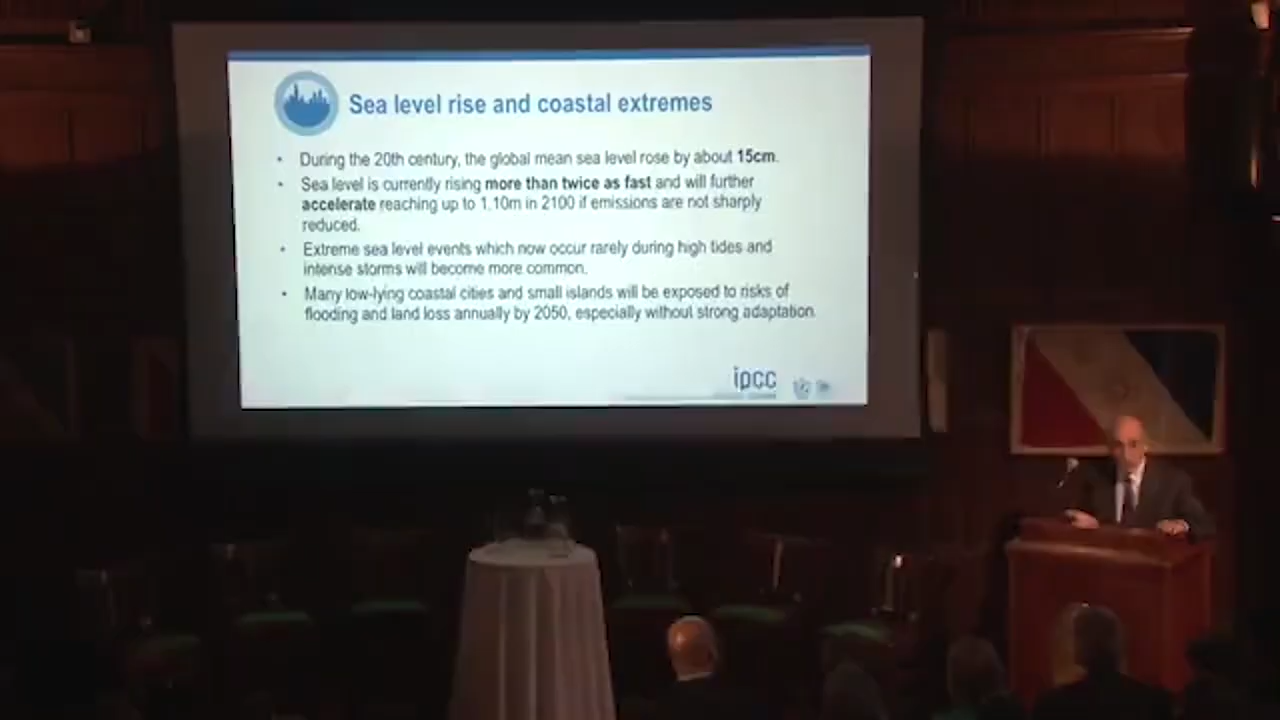 Sea level rise and coastal extremes
• During the 20th century, the global mean sea level rose by about 15cm.
• Sea level is currently rising more than twice as fast and will further
accelerate reaching up to 1.10m in 2100 if emissions are not sharply
reduced.
• Extreme sea level events which now occur rarely during high tides and
intense storms will become more common.
• Many low-lying coastal cities and small islands will be exposed to risks of
flooding and land loss annually by 2050, especially without strong adaptation.
ipcc